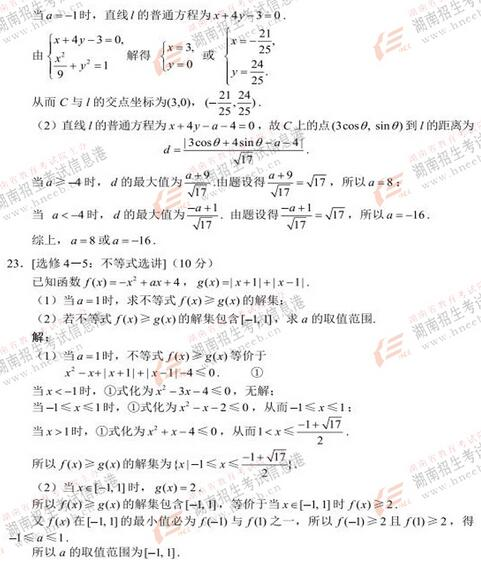 当a=-1时，直线l的普通方程为x+4y-3=0.
由 { x+4y-3=0, x²/9+y²=1 解得 { x=3, y=0 或 { x=-21/25, y=24/25.
从而C与l的交点坐标为(3,0)，(-21/25, 24/25).
（2）直线l的普通方程为x+4y-a-4=0，故C上的点(3cosθ, sinθ)到l的距离为
d=|3cosθ+4sinθ-a-4|/√17.
当a≥-4时，d的最大值为(a+9)/√17.由题设得(a+9)/√17=√17，所以a=8；
当 a<-4时，d的最大值为(-a+1)/√17. 由题设得(-a+1)/√17=√17，所以a=-16.
综上，a=8或a=-16.
23．[选修4-5：不等式选讲]（10分）
已知函数f(x)=-x²+ax+4，g(x)=|x+1|+|x-1|.
（1）当a=1时，求不等式f(x)≥g(x)的解集；
（2）若不等式f(x)≥g(x)的解集包含[-1,1]，求a的取值范围.
解：
（1）当a=1时，不等式f(x)≥g(x)等价于
x²-x+|x+1|+|x-1|-4≤0. ①
当x<-1时，①式化为x²-3x-4≤0，无解；
当-1≤x≤1时，①式化为x²-x-2≤0，从而-1≤x≤1；
当x>1时，①式化为x²+x-4≤0，从而1<x≤(-1+√17)/2.
所以f(x)≥g(x)的解集为{x|-1≤x≤(-1+√17)/2}.
（2）当x∈[-1,1]时，g(x)=2.
所以f(x)≥g(x)的解集包含[-1,1]，等价于当x∈[-1,1]时f(x)≥2.
又f(x)在[-1,1]的最小值必为f(-1)与f(1)之一，所以f(-1)≥2且f(1)≥2，得
-1≤a≤1.
所以a的取值范围为[-1,1].